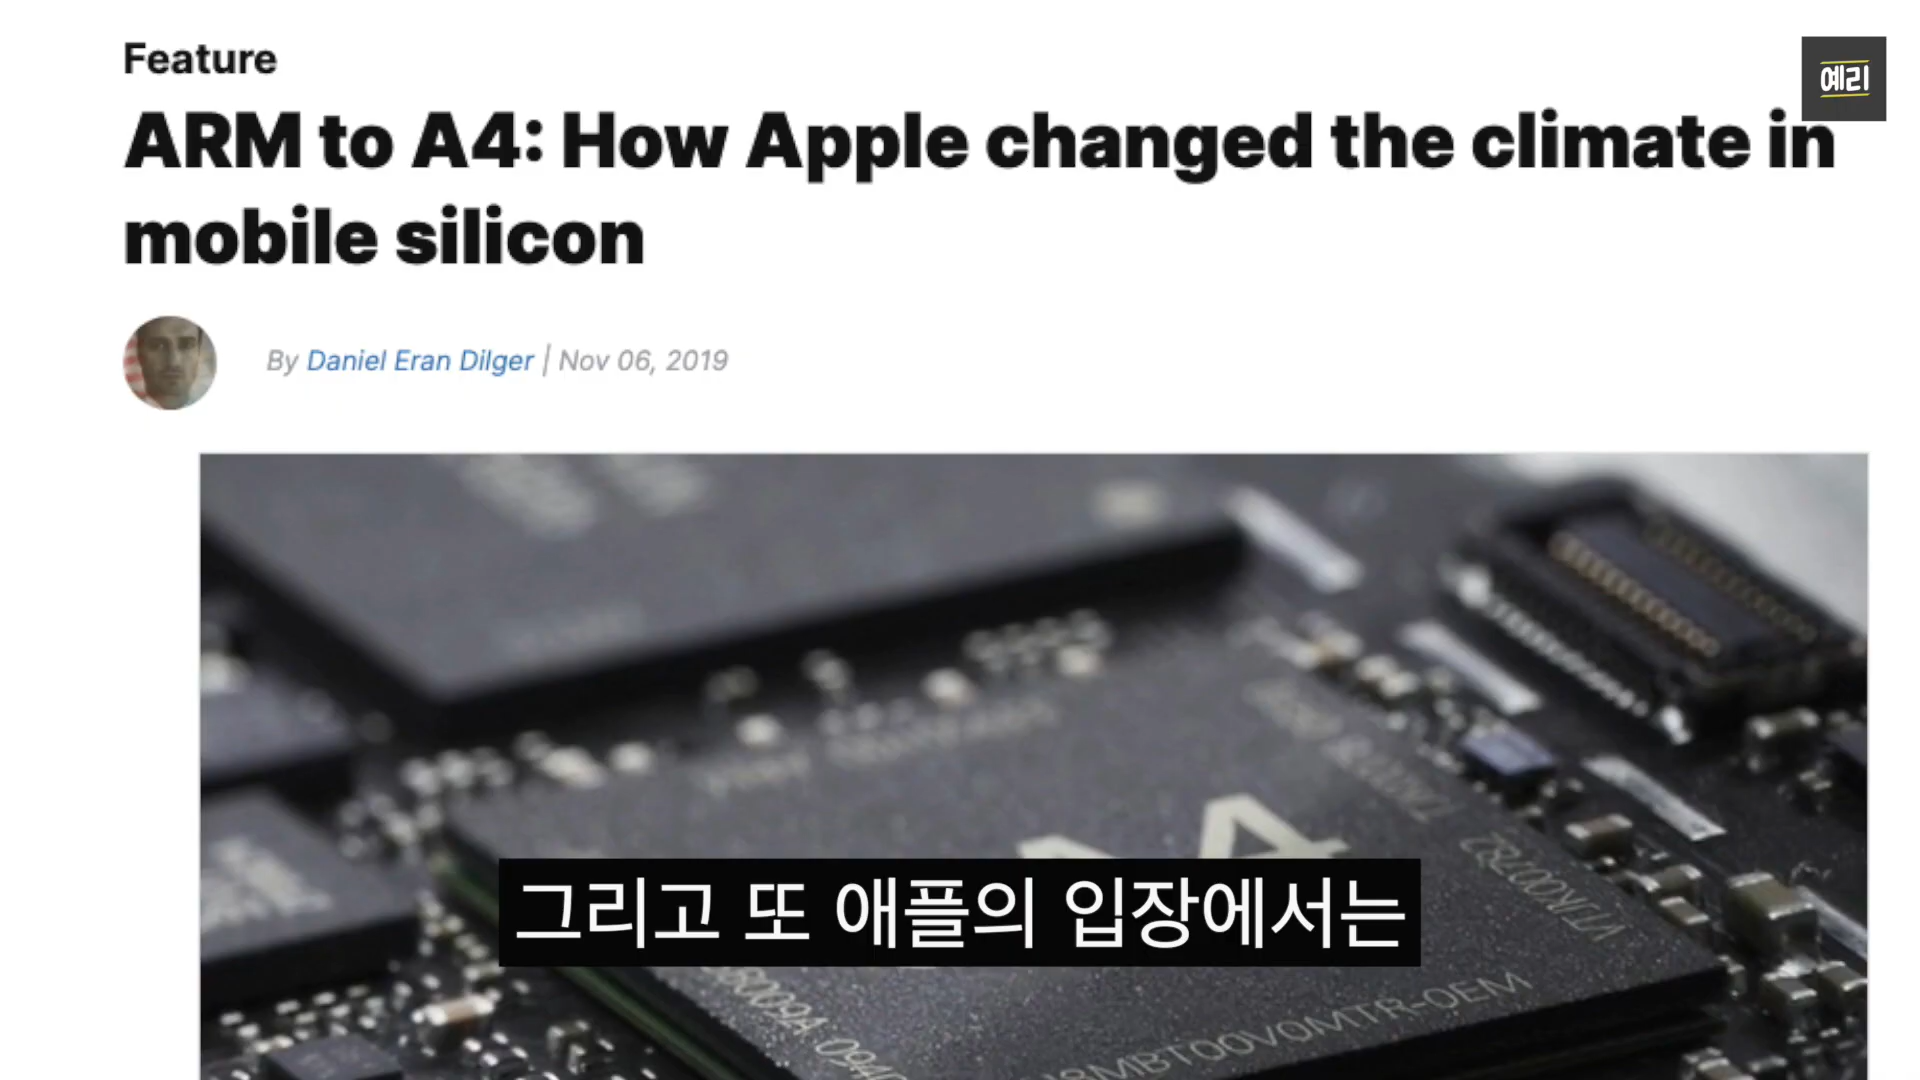 Feature
예리
ARM to A4: How Apple changed the climate in
mobile silicon
By Daniel Eran Dilger | Nov 06, 2019
A4
VTJK00782
그리고 또 애플의 입장에서는